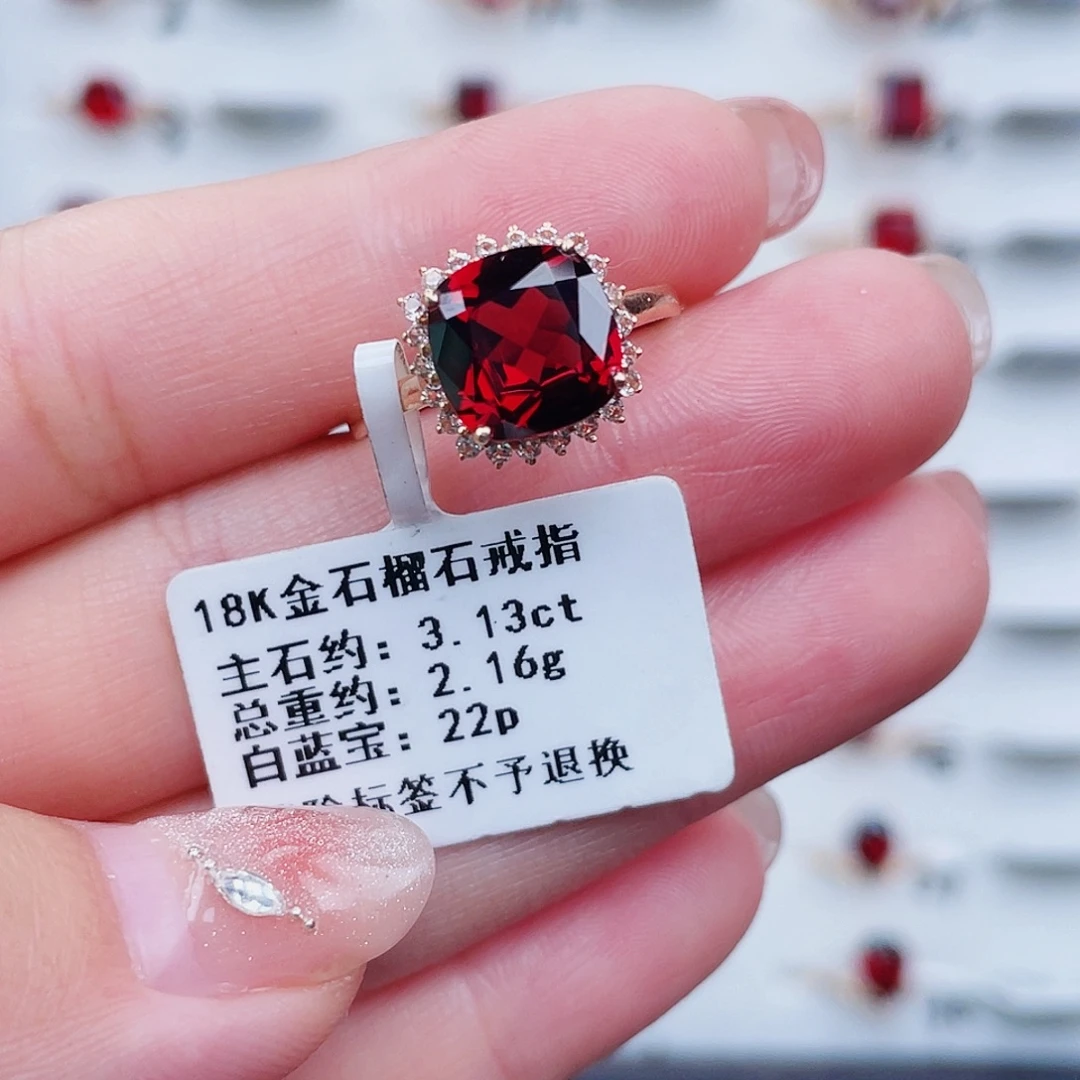 18K金石榴石戒指
主石约: 3.13ct
总重约: 2.16g
白蓝宝: 22p
标签不予退换